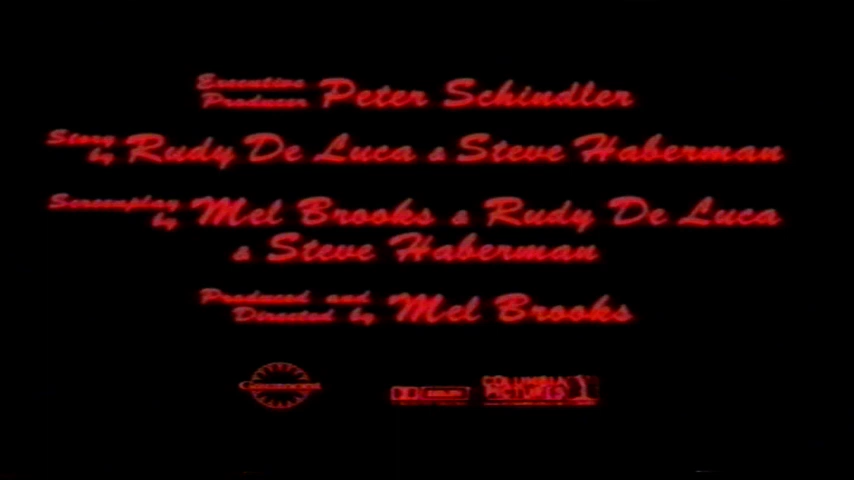 Executive Producer Peter Schindler
Story by Rudy De Luca & Steve Haberman
Screenplay by Mel Brooks & Rudy De Luca
& Steve Haberman
Produced and Directed by Mel Brooks
COLUMBIA
PICTURES